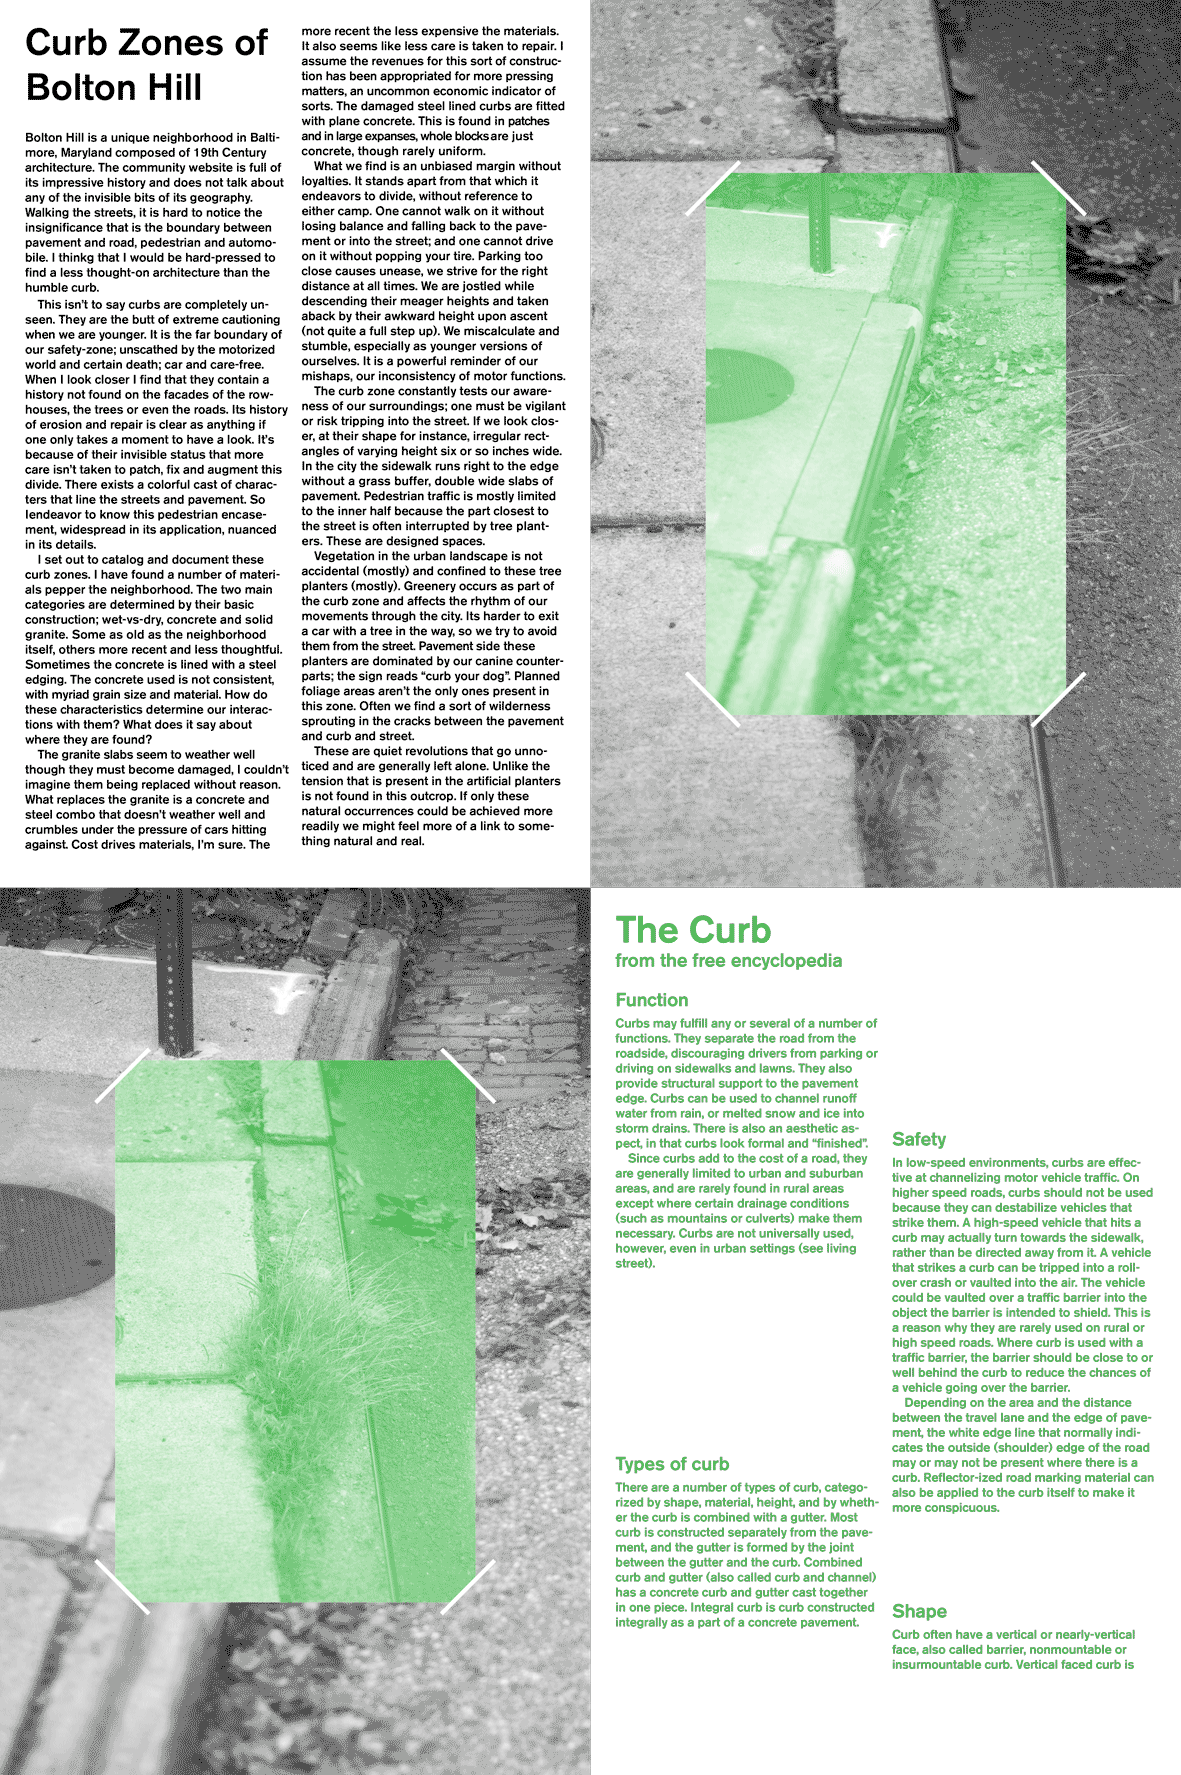 Curb Zones of
Bolton Hill
Bolton Hill is a unique neighborhood in Balti-
more, Maryland composed of 19th Century
architecture. The community website is full of
its impressive history and does not talk about
any of the invisible bits of its geography.
Walking the streets, it is hard to notice the
insignificance that is the boundary between
pavement and road, pedestrian and automo-
bile. I thinkg that I would be hard-pressed to
find a less thought-on architecture than the
humble curb.
This isn't to say curbs are completely un-
seen. They are the butt of extreme cautioning
when we are younger. It is the far boundary of
our safety-zone; unscathed by the motorized
world and certain death; car and care-free.
When I look closer I find that they contain a
history not found on the facades of the row-
houses, the trees or even the roads. Its history
of erosion and repair is clear as anything if
one only takes a moment to have a look. It's
because of their invisible status that more
care isn't taken to patch, fix and augment this
divide. There exists a colorful cast of charac-
ters that line the streets and pavement. So
Iendeavor to know this pedestrian encase-
ment, widespread in its application, nuanced
in its details.
I set out to catalog and document these
curb zones. I have found a number of materi-
als pepper the neighborhood. The two main
categories are determined by their basic
construction; wet-vs-dry, concrete and solid
granite. Some as old as the neighborhood
itself, others more recent and less thoughtful.
Sometimes the concrete is lined with a steel
edging. The concrete used is not consistent,
with myriad grain size and material. How do
these characteristics determine our interac-
tions with them? What does it say about
where they are found?
The granite slabs seem to weather well
though they must become damaged, I couldn't
imagine them being replaced without reason.
What replaces the granite is a concrete and
steel combo that doesn't weather well and
crumbles under the pressure of cars hitting
against. Cost drives materials, I'm sure. The
more recent the less expensive the materials.
It also seems like less care is taken to repair. I
assume the revenues for this sort of construc-
tion has been appropriated for more pressing
matters, an uncommon economic indicator of
sorts. The damaged steel lined curbs are fitted
with plane concrete. This is found in patches
and in large expanses, whole blocks are just
concrete, though rarely uniform.
What we find is an unbiased margin without
loyalties. It stands apart from that which it
endeavors to divide, without reference to
either camp. One cannot walk on it without
losing balance and falling back to the pave-
ment or into the street; and one cannot drive
on it without popping your tire. Parking too
close causes unease, we strive for the right
distance at all times. We are jostled while
descending their meager heights and taken
aback by their awkward height upon ascent
(not quite a full step up). We miscalculate and
stumble, especially as younger versions of
ourselves. It is a powerful reminder of our
mishaps, our inconsistency of motor functions.
The curb zone constantly tests our aware-
ness of our surroundings; one must be vigilant
or risk tripping into the street. If we look clos-
er, at their shape for instance, irregular rect-
angles of varying height six or so inches wide.
In the city the sidewalk runs right to the edge
without a grass buffer, double wide slabs of
pavement. Pedestrian traffic is mostly limited
to the inner half because the part closest to
the street is often interrupted by tree plant-
ers. These are designed spaces.
Vegetation in the urban landscape is not
accidental (mostly) and confined to these tree
planters (mostly). Greenery occurs as part of
the curb zone and affects the rhythm of our
movements through the city. Its harder to exit
a car with a tree in the way, so we try to avoid
them from the street. Pavement side these
planters are dominated by our canine counter-
parts; the sign reads “curb your dog”. Planned
foliage areas aren't the only ones present in
this zone. Often we find a sort of wilderness
sprouting in the cracks between the pavement
and curb and street.
These are quiet revolutions that go unno-
ticed and are generally left alone. Unlike the
tension that is present in the artificial planters
is not found in this outcrop. If only these
natural occurrences could be achieved more
readily we might feel more of a link to some-
thing natural and real.
The Curb
from the free encyclopedia
Function
Curbs may fulfill any or several of a number of
functions. They separate the road from the
roadside, discouraging drivers from parking or
driving on sidewalks and lawns. They also
provide structural support to the pavement
edge. Curbs can be used to channel runoff
water from rain, or melted snow and ice into
storm drains. There is also an aesthetic as-
pect, in that curbs look formal and “finished”.
Since curbs add to the cost of a road, they
are generally limited to urban and suburban
areas, and are rarely found in rural areas
except where certain drainage conditions
(such as mountains or culverts) make them
necessary. Curbs are not universally used,
however, even in urban settings (see living
street).
Types of curb
There are a number of types of curb, catego-
rized by shape, material, height, and by wheth-
er the curb is combined with a gutter. Most
curb is constructed separately from the pave-
ment, and the gutter is formed by the joint
between the gutter and the curb. Combined
curb and gutter (also called curb and channel)
has a concrete curb and gutter cast together
in one piece. Integral curb is curb constructed
integrally as a part of a concrete pavement.
Safety
In low-speed environments, curbs are effec-
tive at channelizing motor vehicle traffic. On
higher speed roads, curbs should not be used
because they can destabilize vehicles that
strike them. A high-speed vehicle that hits a
curb may actually turn towards the sidewalk,
rather than be directed away from it. A vehicle
that strikes a curb can be tripped into a roll-
over crash or vaulted into the air. The vehicle
could be vaulted over a traffic barrier into the
object the barrier is intended to shield. This is
a reason why they are rarely used on rural or
high speed roads. Where curb is used with a
traffic barrier, the barrier should be close to or
well behind the curb to reduce the chances of
a vehicle going over the barrier.
Depending on the area and the distance
between the travel lane and the edge of pave-
ment, the white edge line that normally indi-
cates the outside (shoulder) edge of the road
may or may not be present where there is a
curb. Reflector-ized road marking material can
also be applied to the curb itself to make it
more conspicuous.
Shape
Curb often have a vertical or nearly-vertical
face, also called barrier, nonmountable or
insurmountable curb. Vertical faced curb is